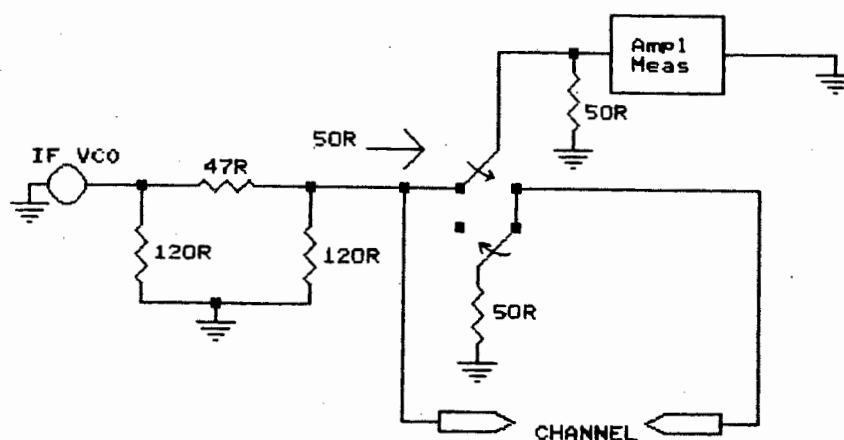 Ampl
Meas
50R
50R
IF VCO
47R
120R
120R
50R
CHANNEL